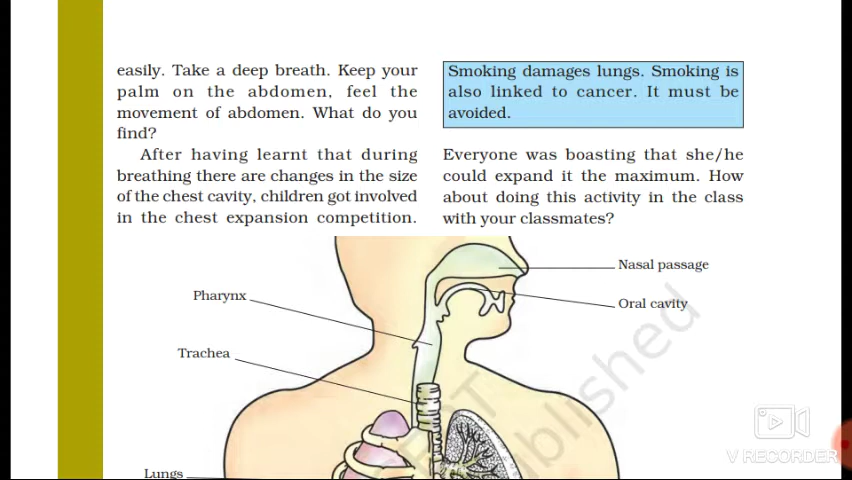 easily. Take a deep breath. Keep your
palm on the abdomen, feel the
movement of abdomen. What do you
find?
After having learnt that during
breathing there are changes in the size
of the chest cavity, children got involved
in the chest expansion competition.
Smoking damages lungs. Smoking is
also linked to cancer. It must be
avoided.
Everyone was boasting that she/he
could expand it the maximum. How
about doing this activity in the class
with your classmates?
Nasal passage
Oral cavity
Pharynx
Trachea
Lungs
V RECORDER